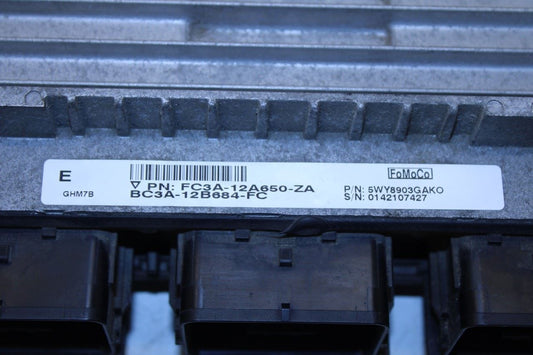 E
GHM7B
▽ PN: FC3A-12A650-ZA
BC3A-12B684-FC
FoMoCo
P/N: 5WY8903GAKO
S/N: 0142107427